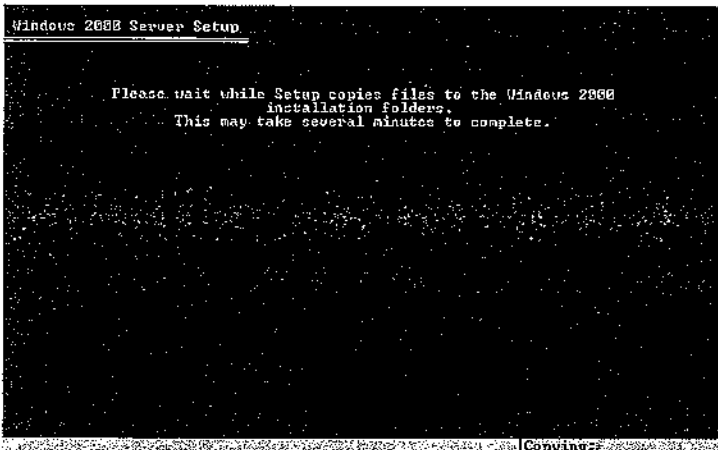 Windows 2000 Server Setup
Please wait while Setup copies files to the Windows 2000
installation folders.
This may take several minutes to complete.
Copying: